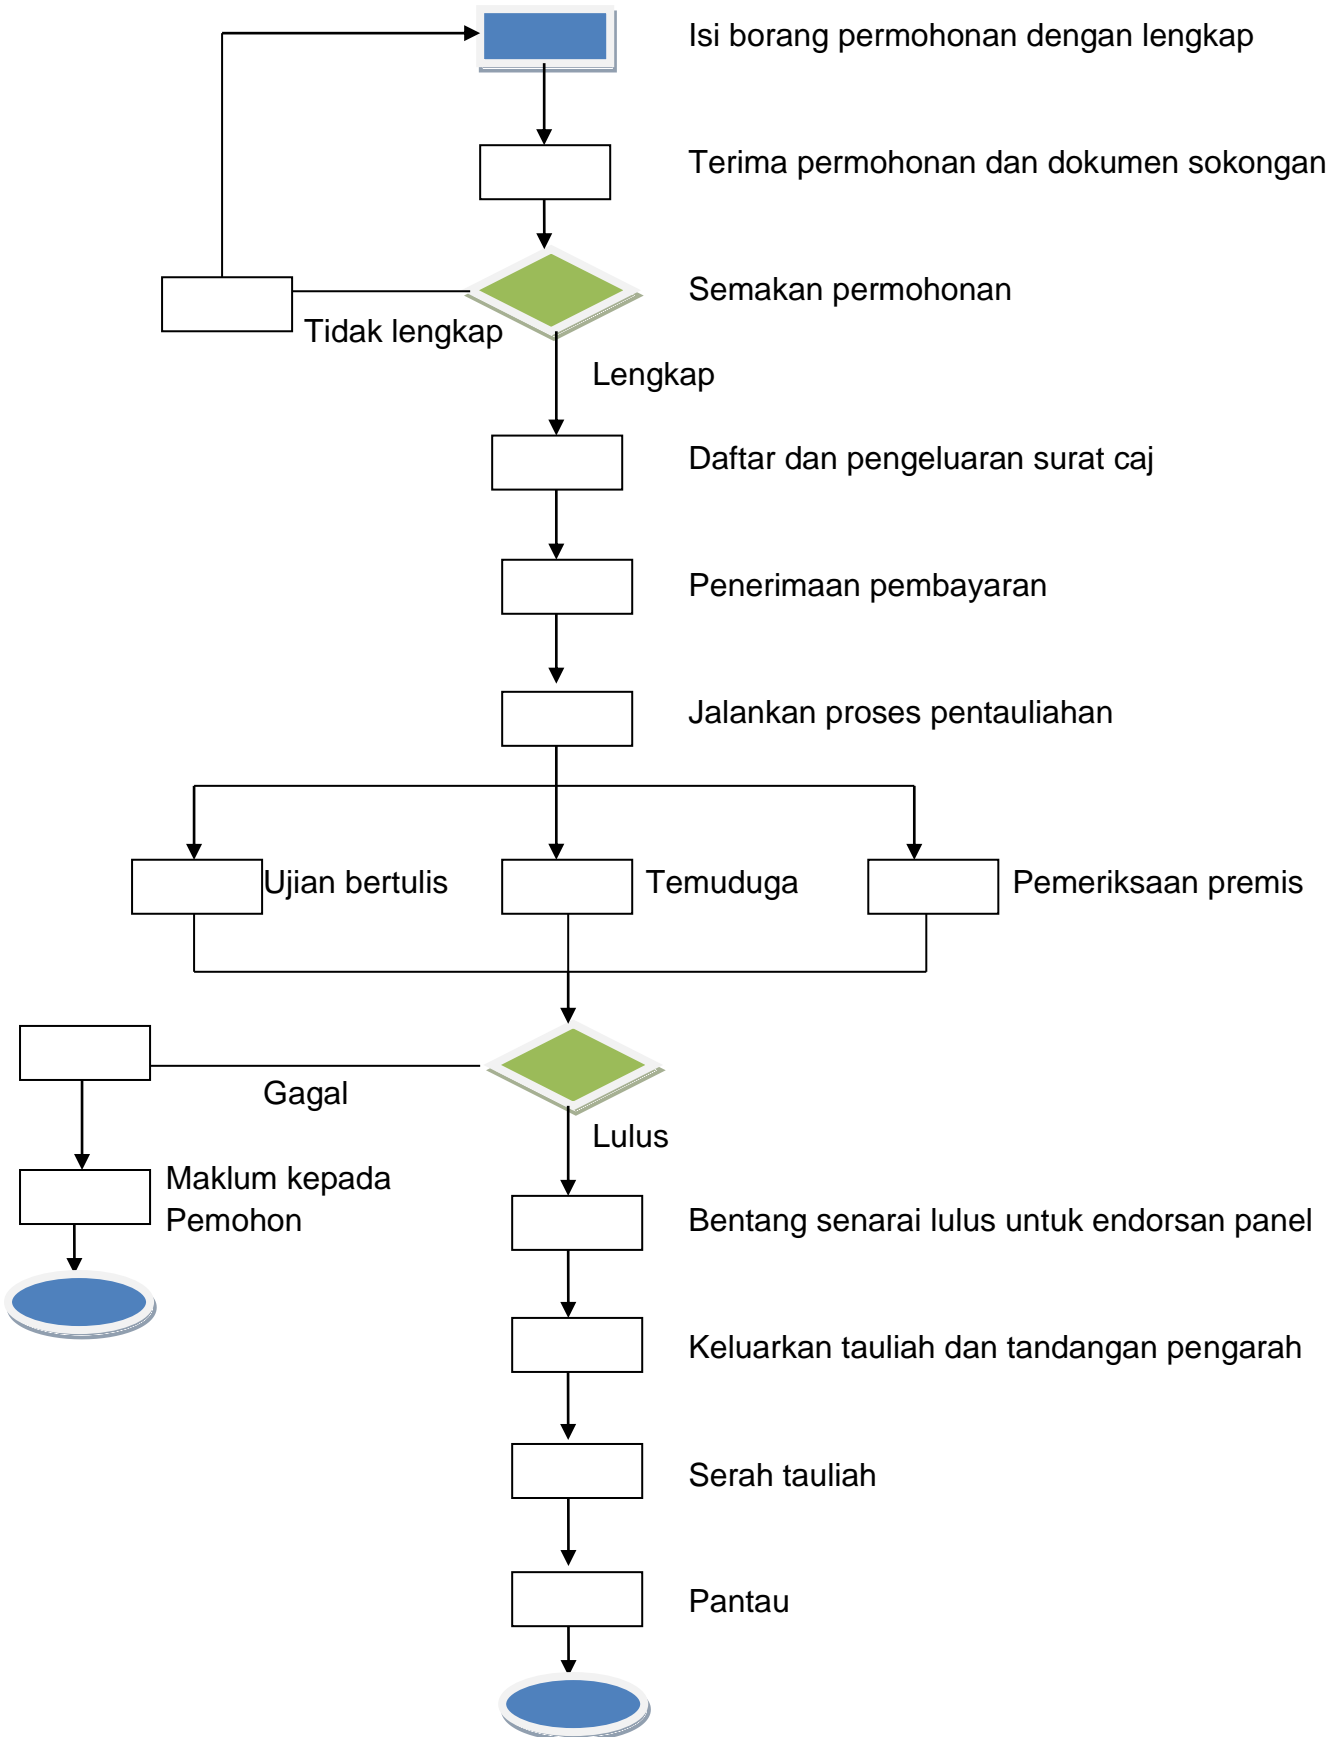 Isi borang permohonan dengan lengkap
Terima permohonan dan dokumen sokongan
Semakan permohonan
Tidak lengkap
Lengkap
Daftar dan pengeluaran surat caj
Penerimaan pembayaran
Jalankan proses pentauliahan
Ujian bertulis
Temuduga
Pemeriksaan premis
Gagal
Lulus
Maklum kepada
Pemohon
Bentang senarai lulus untuk endorsan panel
Keluarkan tauliah dan tandangan pengarah
Serah tauliah
Pantau